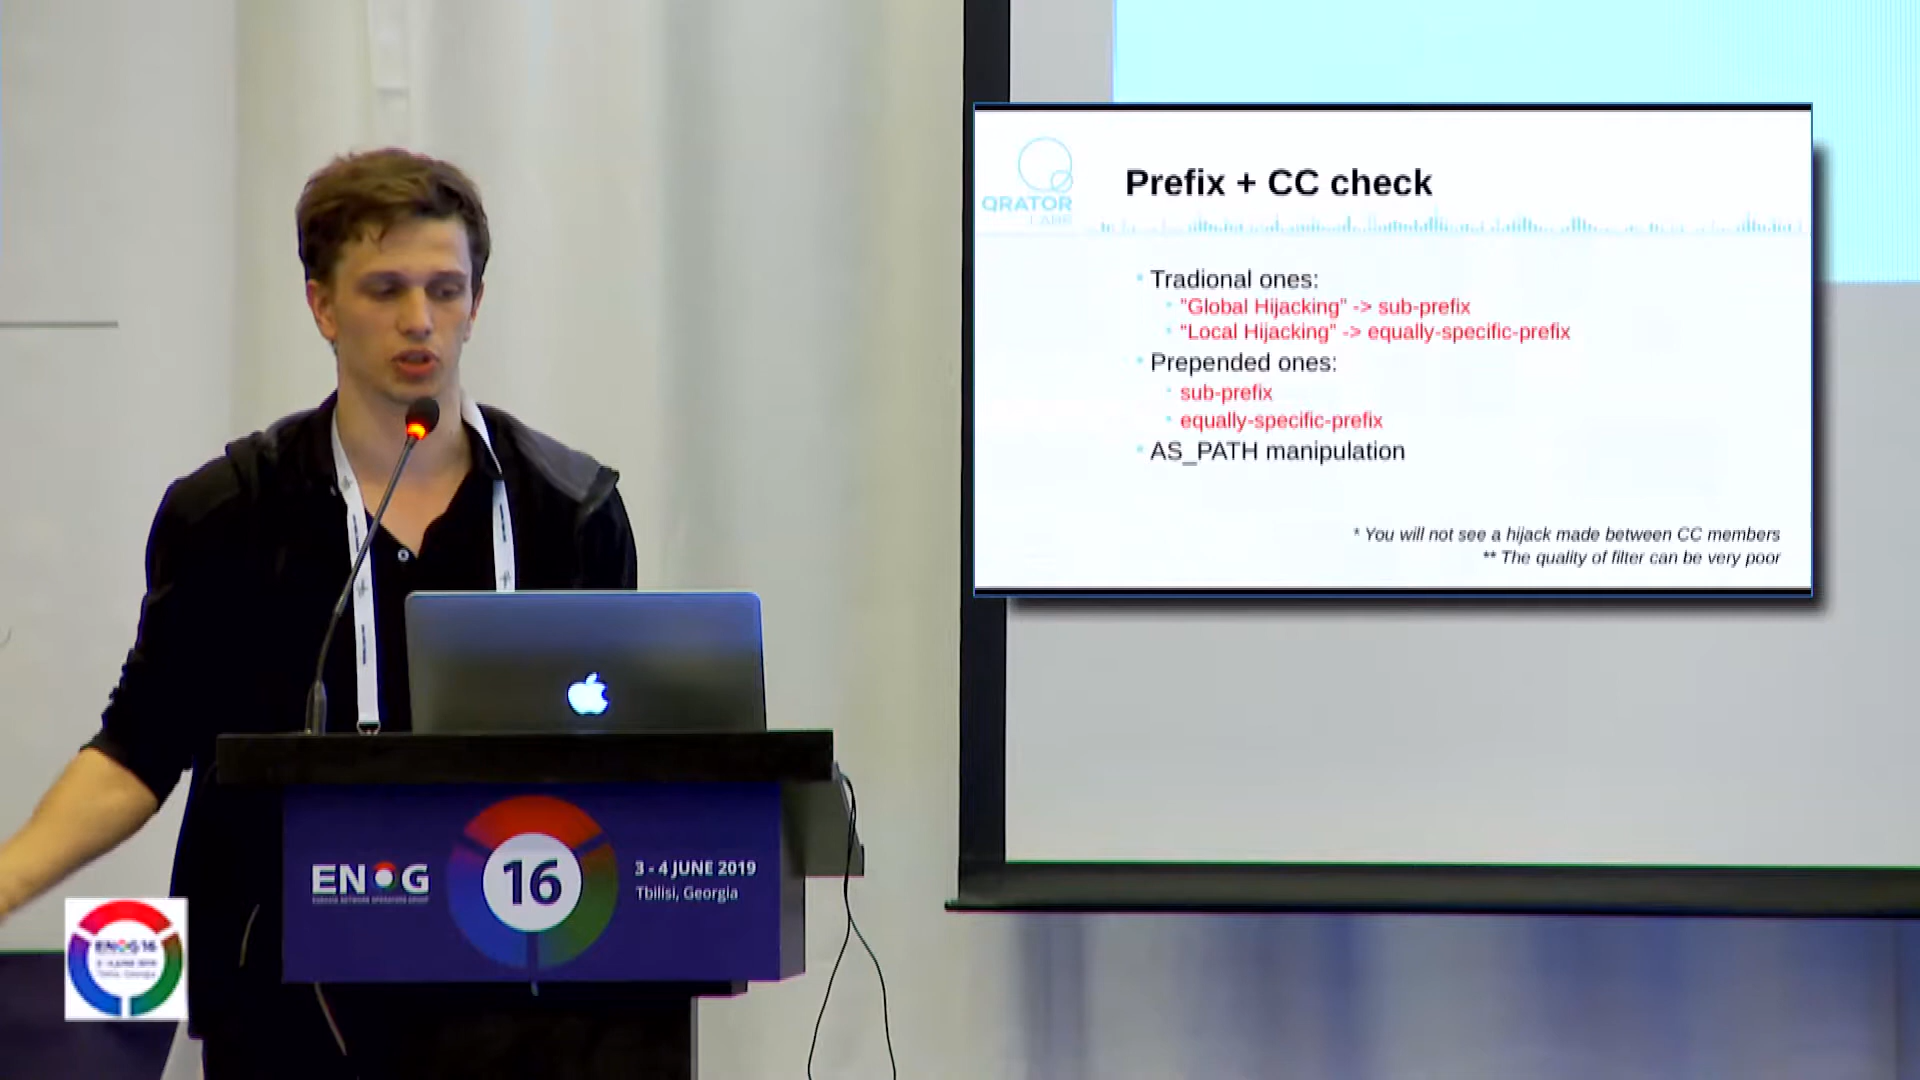 QRATOR
LABS
Prefix + CC check
Tradional ones:
"Global Hijacking" -> sub-prefix
"Local Hijacking" -> equally-specific-prefix
Prepended ones:
sub-prefix
equally-specific-prefix
AS_PATH manipulation
* You will not see a hijack made between CC members
** The quality of filter can be very poor
ENOG
16
3 - 4 JUNE 2019
Tbilisi, Georgia
ENOG 16